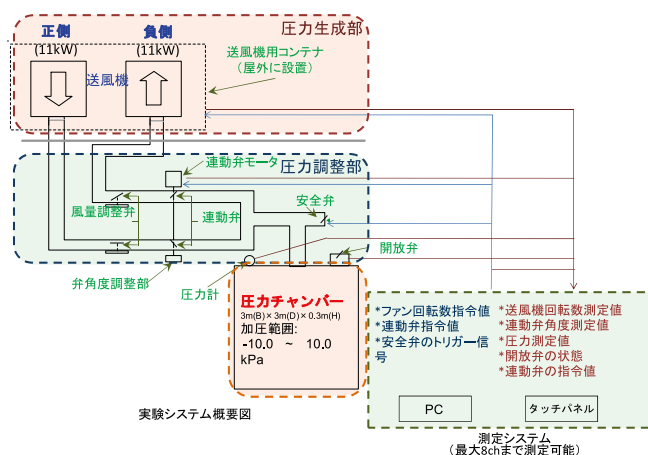 正側
(11kW)
負側
(11kW)
圧力生成部
送風機
送風機用コンテナ
（屋外に設置）
連動弁モータ
圧力調整部
風量調整弁
連動弁
安全弁
開放弁
弁角度調整部
圧力計
圧力チャンバー
3m(B)×3m(D)×0.3m(H)
加圧範囲:
-10.0 ～ 10.0
kPa
*ファン回転数指令値
*連動弁指令値
*安全弁のトリガー信
号
*送風機回転数測定値
*連動弁角度測定値
*圧力測定値
*開放弁の状態
*連動弁の指令値
PC
タッチパネル
実験システム概要図
測定システム
（最大8chまで測定可能）